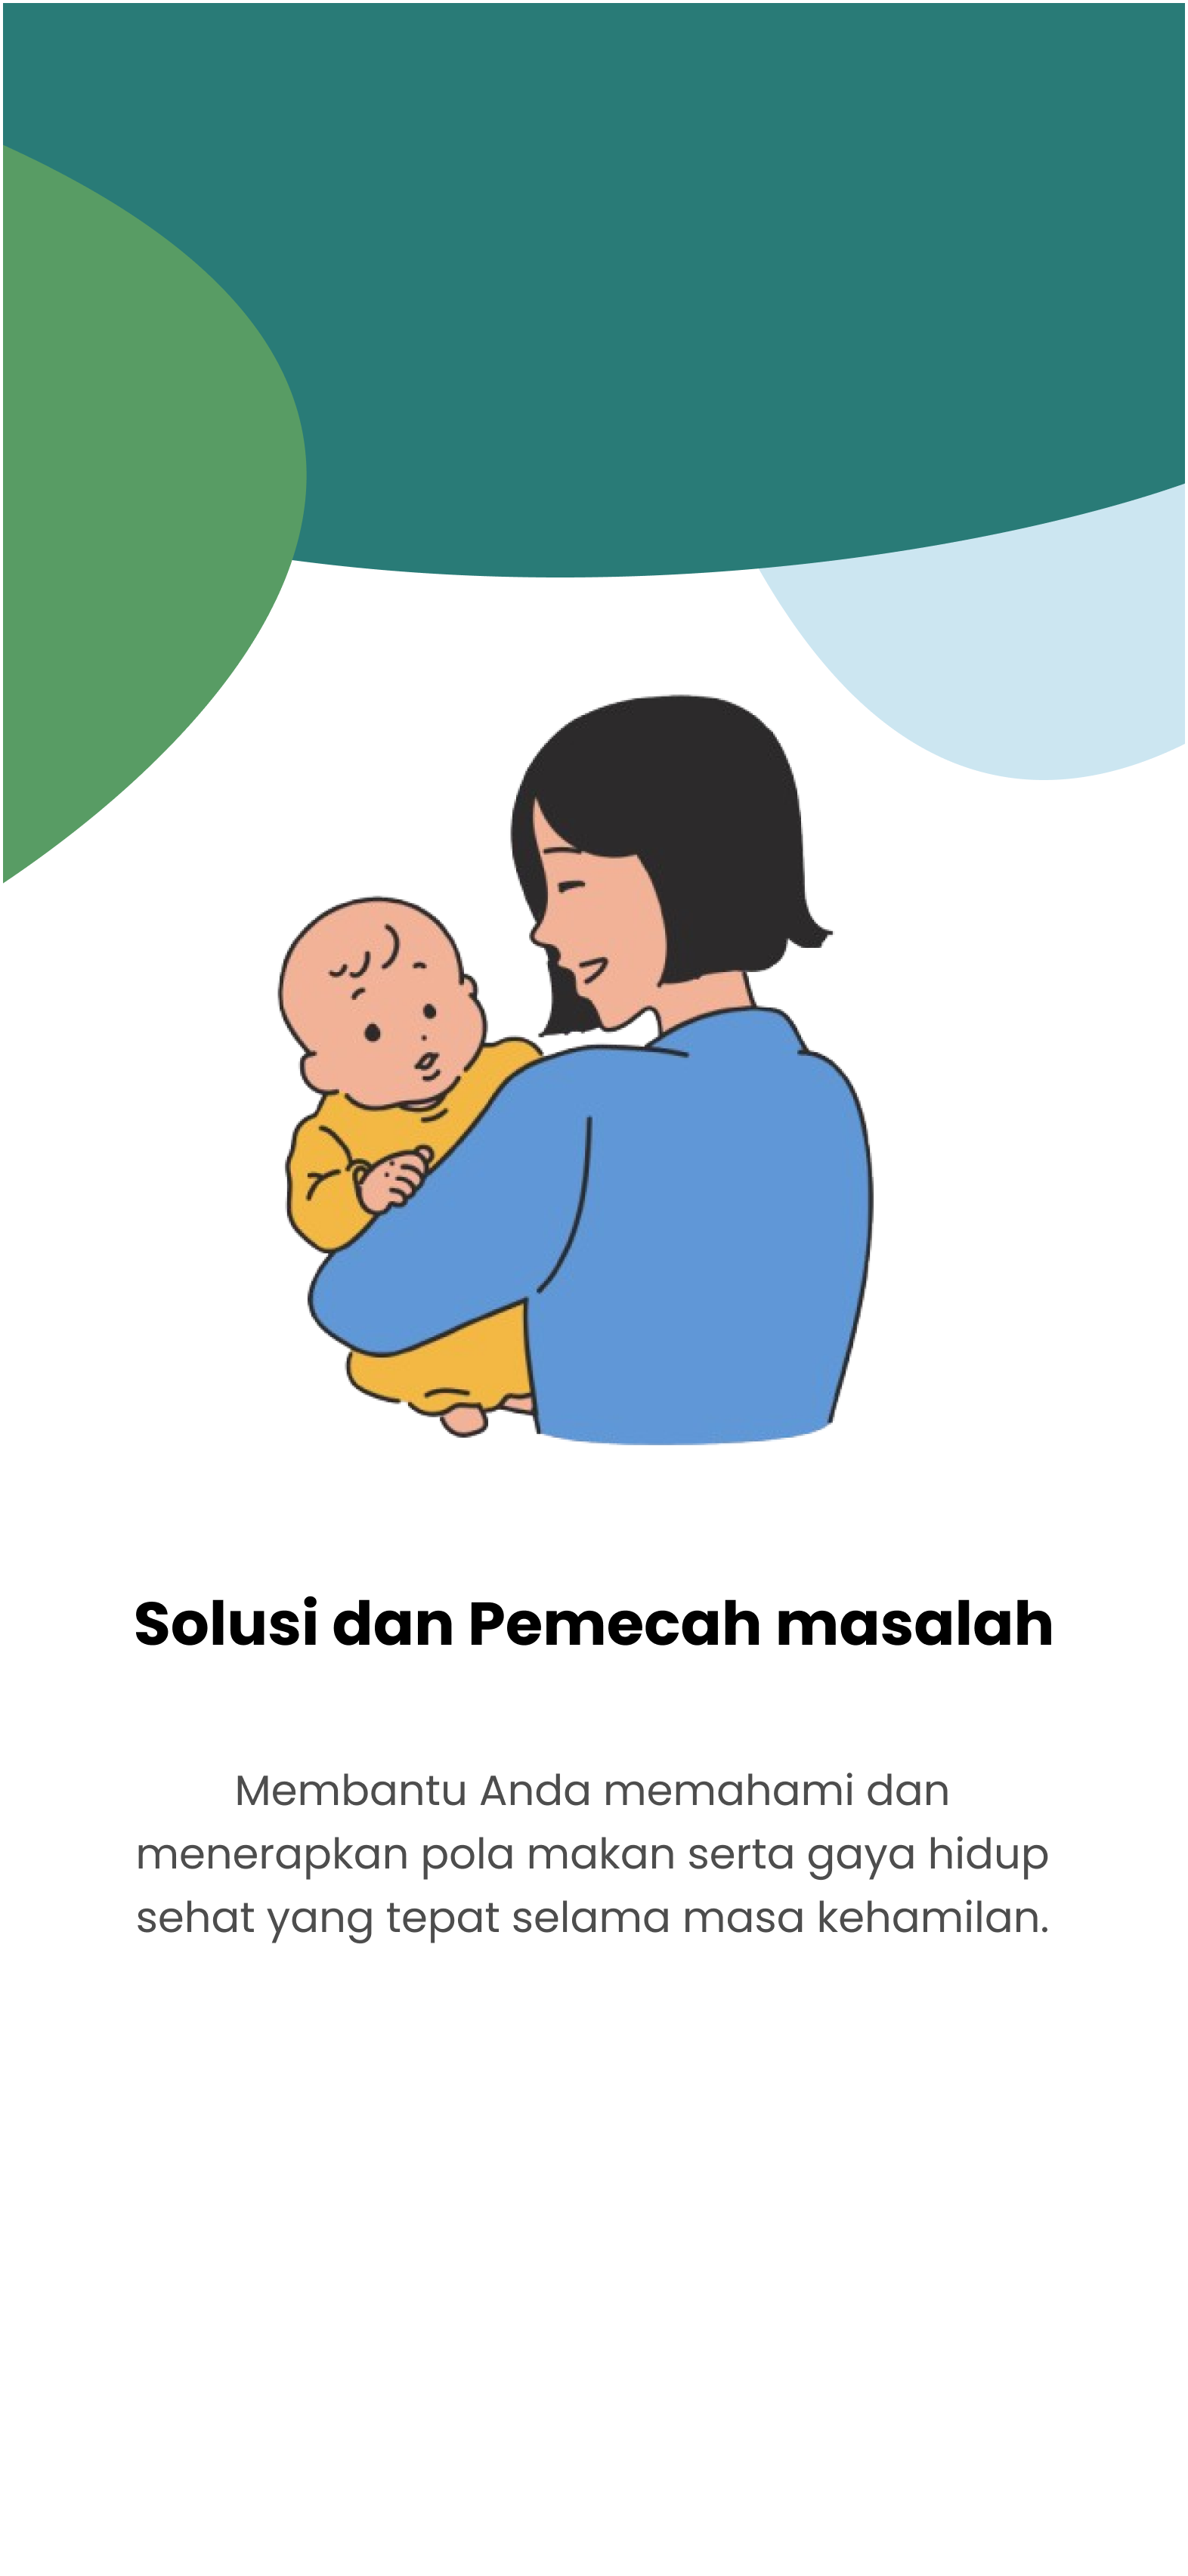 Solusi dan Pemecah masalah
Membantu Anda memahami dan
menerapkan pola makan serta gaya hidup
sehat yang tepat selama masa kehamilan.